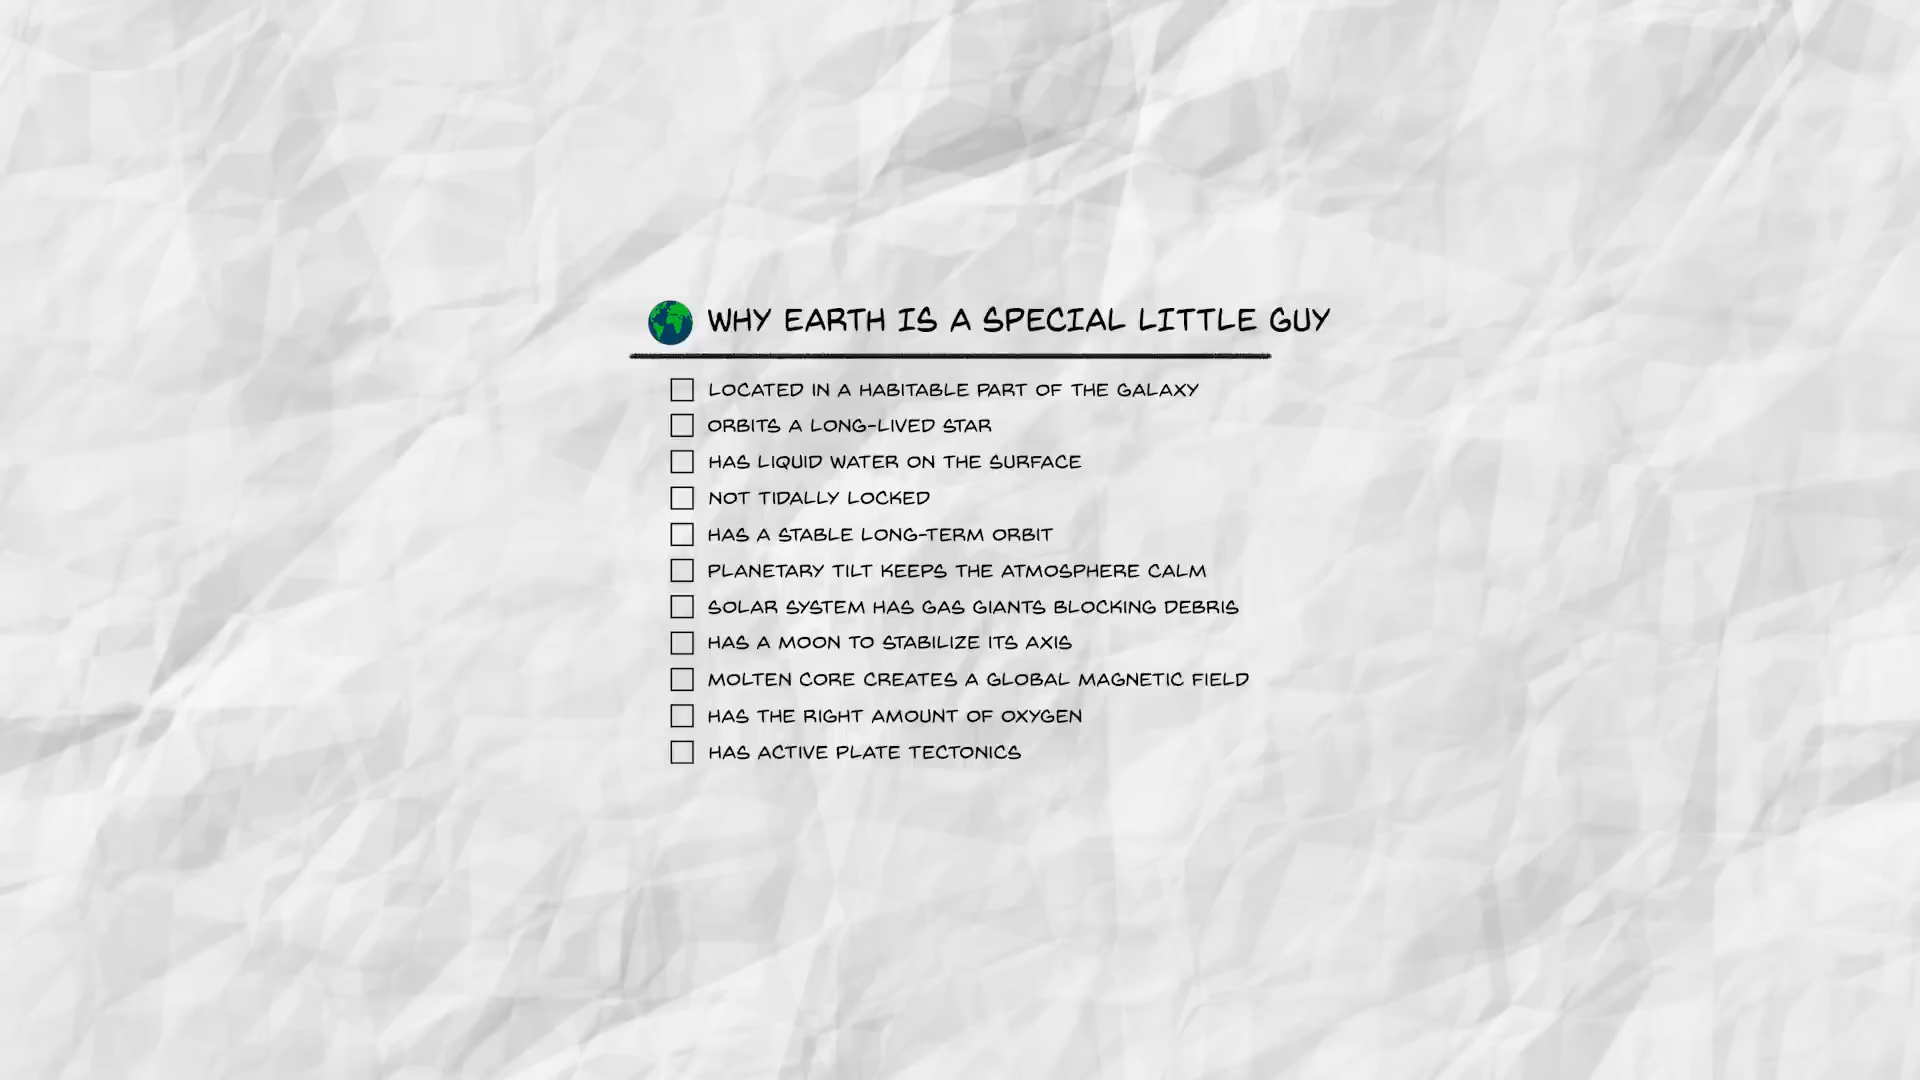 WHY EARTH IS A SPECIAL LITTLE GUY
LOCATED IN A HABITABLE PART OF THE GALAXY
ORBITS A LONG-LIVED STAR
HAS LIQUID WATER ON THE SURFACE
NOT TIDALLY LOCKED
HAS A STABLE LONG-TERM ORBIT
PLANETARY TILT KEEPS THE ATMOSPHERE CALM
SOLAR SYSTEM HAS GAS GIANTS BLOCKING DEBRIS
HAS A MOON TO STABILIZE ITS AXIS
MOLTEN CORE CREATES A GLOBAL MAGNETIC FIELD
HAS THE RIGHT AMOUNT OF OXYGEN
HAS ACTIVE PLATE TECTONICS